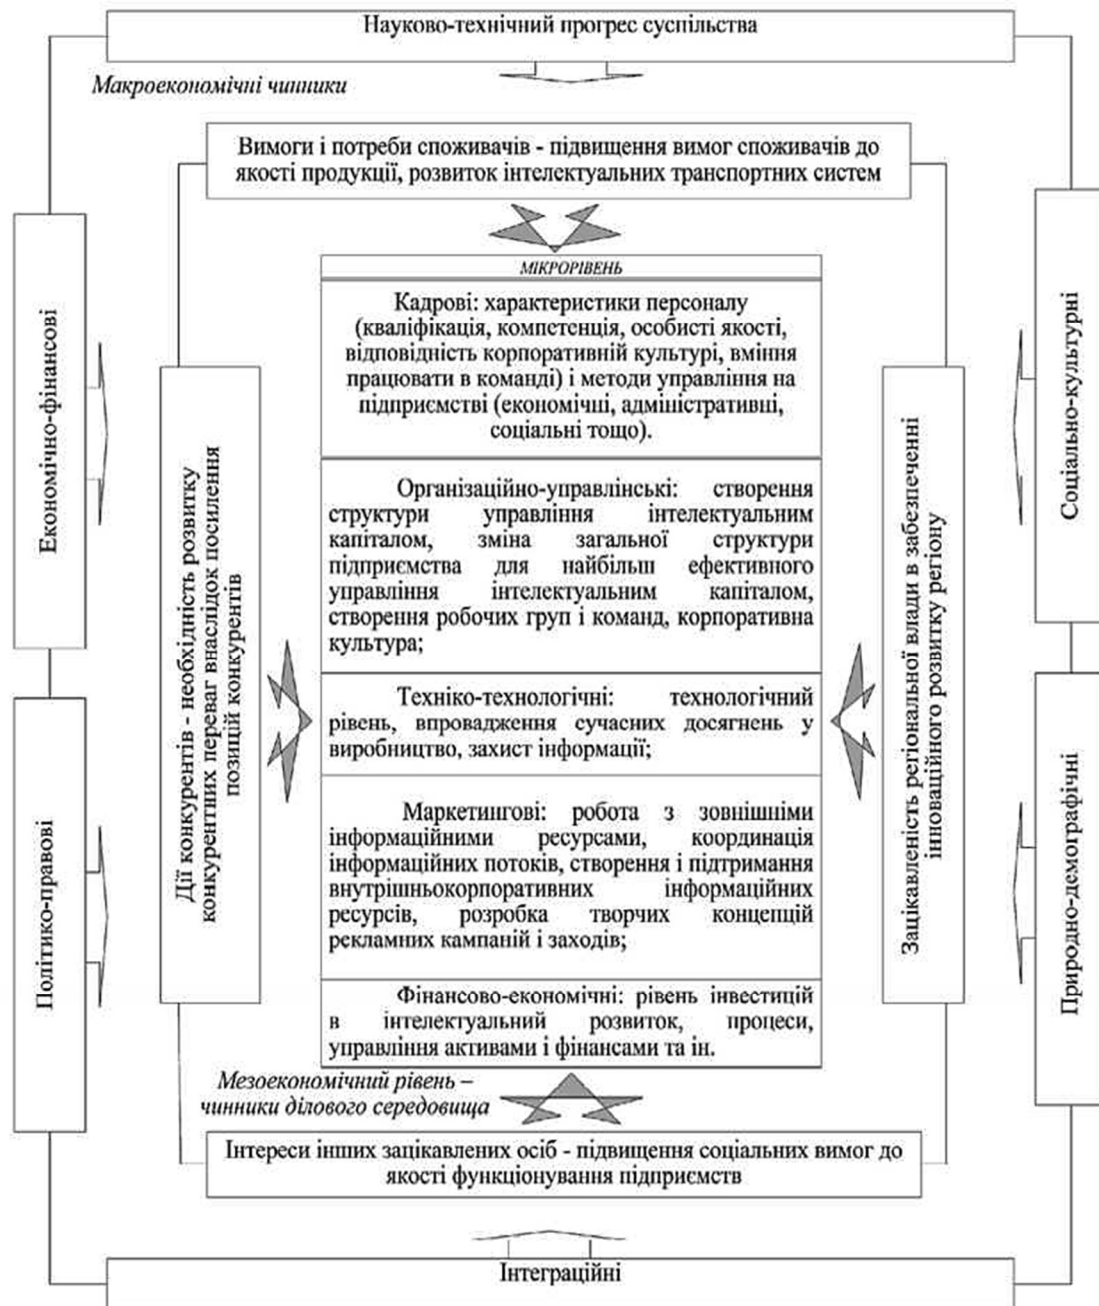 Науково-технічний прогрес суспільства
Макроекономічні чинники
Вимоги і потреби споживачів - підвищення вимог споживачів до
якості продукції, розвиток інтелектуальних транспортних систем
Економічно-фінансові
Політико-правові
Дії конкурентів - необхідність розвитку
конкурентних переваг внаслідок посилення
позицій конкурентів
МІКРОРІВЕНЬ
Кадрові: характеристики персоналу
(кваліфікація, компетенція, особисті якості,
відповідність корпоративній культурі, вміння
працювати в команді) і методи управління на
підприємстві (економічні, адміністративні,
соціальні тощо).
Організаційно-управлінські: створення
структури управління інтелектуальним
капіталом, зміна загальної структури
підприємства для найбільш ефективного
управління інтелектуальним капіталом,
створення робочих груп і команд, корпоративна
культура;
Техніко-технологічні: технологічний
рівень, впровадження сучасних досягнень у
виробництво, захист інформації;
Маркетингові: робота з зовнішніми
інформаційними ресурсами, координація
інформаційних потоків, створення і підтримання
внутрішньокорпоративних інформаційних
ресурсів, розробка творчих концепцій
рекламних кампаній і заходів;
Фінансово-економічні: рівень інвестицій
в інтелектуальний розвиток, процеси,
управління активами і фінансами та ін.
Зацікавленість регіональної влади в забезпеченні
інноваційного розвитку регіону
Соціально-культурні
Природно-демографічні
Мезоекономічний рівень –
чинники ділового середовища
Інтереси інших зацікавлених осіб - підвищення соціальних вимог до
якості функціонування підприємств
Інтеграційні